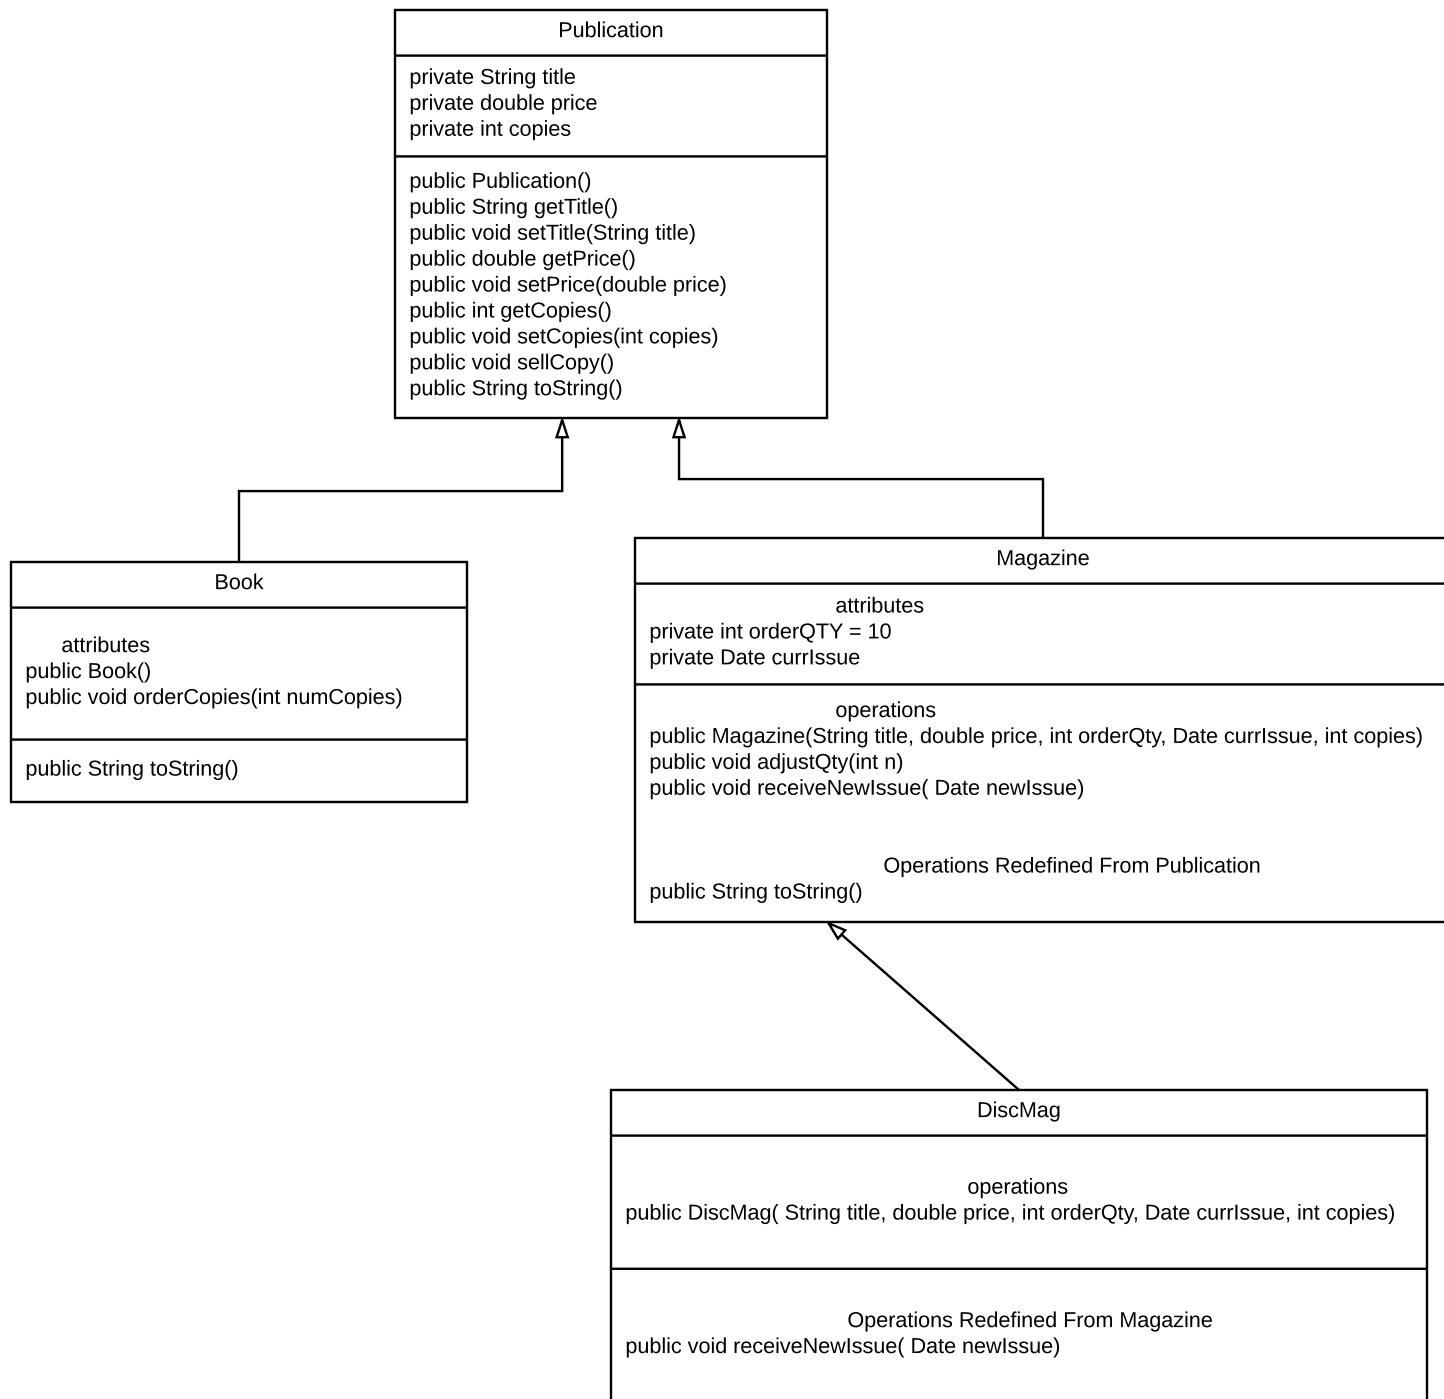 Publication
private String title
private double price
private int copies
public Publication()
public String getTitle()
public void setTitle(String title)
public double getPrice()
public void setPrice(double price)
public int getCopies()
public void setCopies(int copies)
public void sellCopy()
public String toString()
Book
attributes
public Book()
public void orderCopies(int numCopies)
public String toString()
Magazine
attributes
private int orderQTY = 10
private Date currIssue
operations
public Magazine(String title, double price, int orderQty, Date currIssue, int copies)
public void adjustQty(int n)
public void receiveNewIssue( Date newIssue)
Operations Redefined From Publication
public String toString()
DiscMag
operations
public DiscMag( String title, double price, int orderQty, Date currIssue, int copies)
Operations Redefined From Magazine
public void receiveNewIssue( Date newIssue)